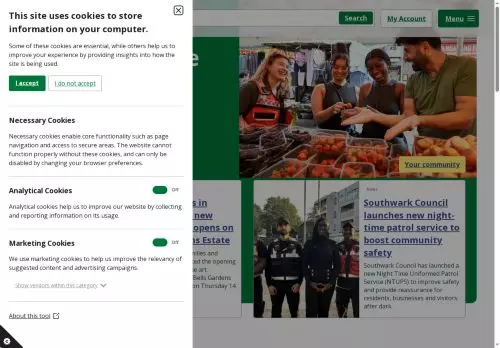 This site uses cookies to store
information on your computer.
Some of these cookies are essential, while others help us to
improve your experience by providing insights into how the
site is being used.
I accept
I do not accept
Necessary Cookies
Necessary cookies enable core functionality such as page
navigation and access to secure areas. The website cannot
function properly without these cookies, and can only be
disabled by changing your browser preferences.
Analytical Cookies
Off
Analytical cookies help us to improve our website by collecting
and reporting information on its usage.
Marketing Cookies
Off
We use marketing cookies to help us improve the relevancy of
suggested content and advertising campaigns.
Show vendors within this category
About this tool
Search
My Account
Menu
e
Your community
s in
new
opens on
ns Estate
milies and
ed the opening
e art
Bells Gardens
on Thursday 14
News
Southwark Council
launches new night-
time patrol service to
boost community
safety
Southwark Council has launched
a new Night Time Uniformed Patrol
Service (NTUPS) to improve safety
and provide reassurance for
residents, businesses and visitors
after dark.